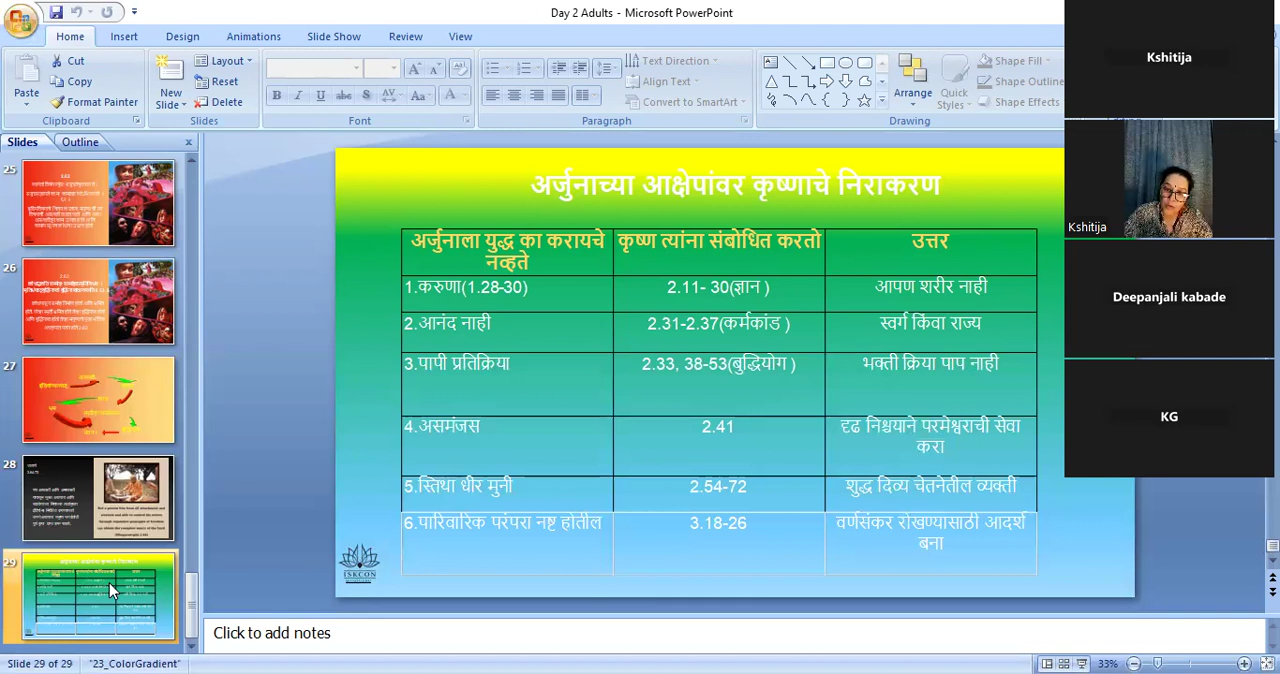 Day 2 Adults - Microsoft PowerPoint
Home Insert Design Animations Slide Show Review View
Paste
Cut
Copy
Format Painter
Clipboard
New Slide
Layout
Reset
Delete
Slides
Font
Text Direction
Align Text
Convert to SmartArt
Paragraph
Arrange
Quick Styles
Shape Fill
Shape Outline
Shape Effects
Drawing
Slides Outline
25
26
27
28
29
अर्जुनाच्या आक्षेपांवर कृष्णाचे निराकरण
अर्जुनाला युद्ध का करायचे नव्हते
कृष्ण त्यांना संबोधित करतो
उत्तर
1.करुणा(1.28-30)
2.11- 30(ज्ञान )
आपण शरीर नाही
2.आनंद नाही
2.31-2.37(कर्मकांड )
स्वर्ग किंवा राज्य
3.पापी प्रतिक्रिया
2.33, 38-53(बुद्धियोग )
भक्ती क्रिया पाप नाही
4.असमंजस
2.41
दृढ निश्चयाने परमेश्वराची सेवा
करा
5.स्तिथा धीर मुनी
2.54-72
शुद्ध दिव्य चेतनेतील व्यक्ती
6.पारिवारिक परंपरा नष्ट होतील
3.18-26
वर्णसंकर रोखण्यासाठी आदर्श
बना
ISKCON
Click to add notes
Slide 29 of 29
"23_ColorGradient"
33%
Kshitija
Kshitija
Deepanjali kabade
KG